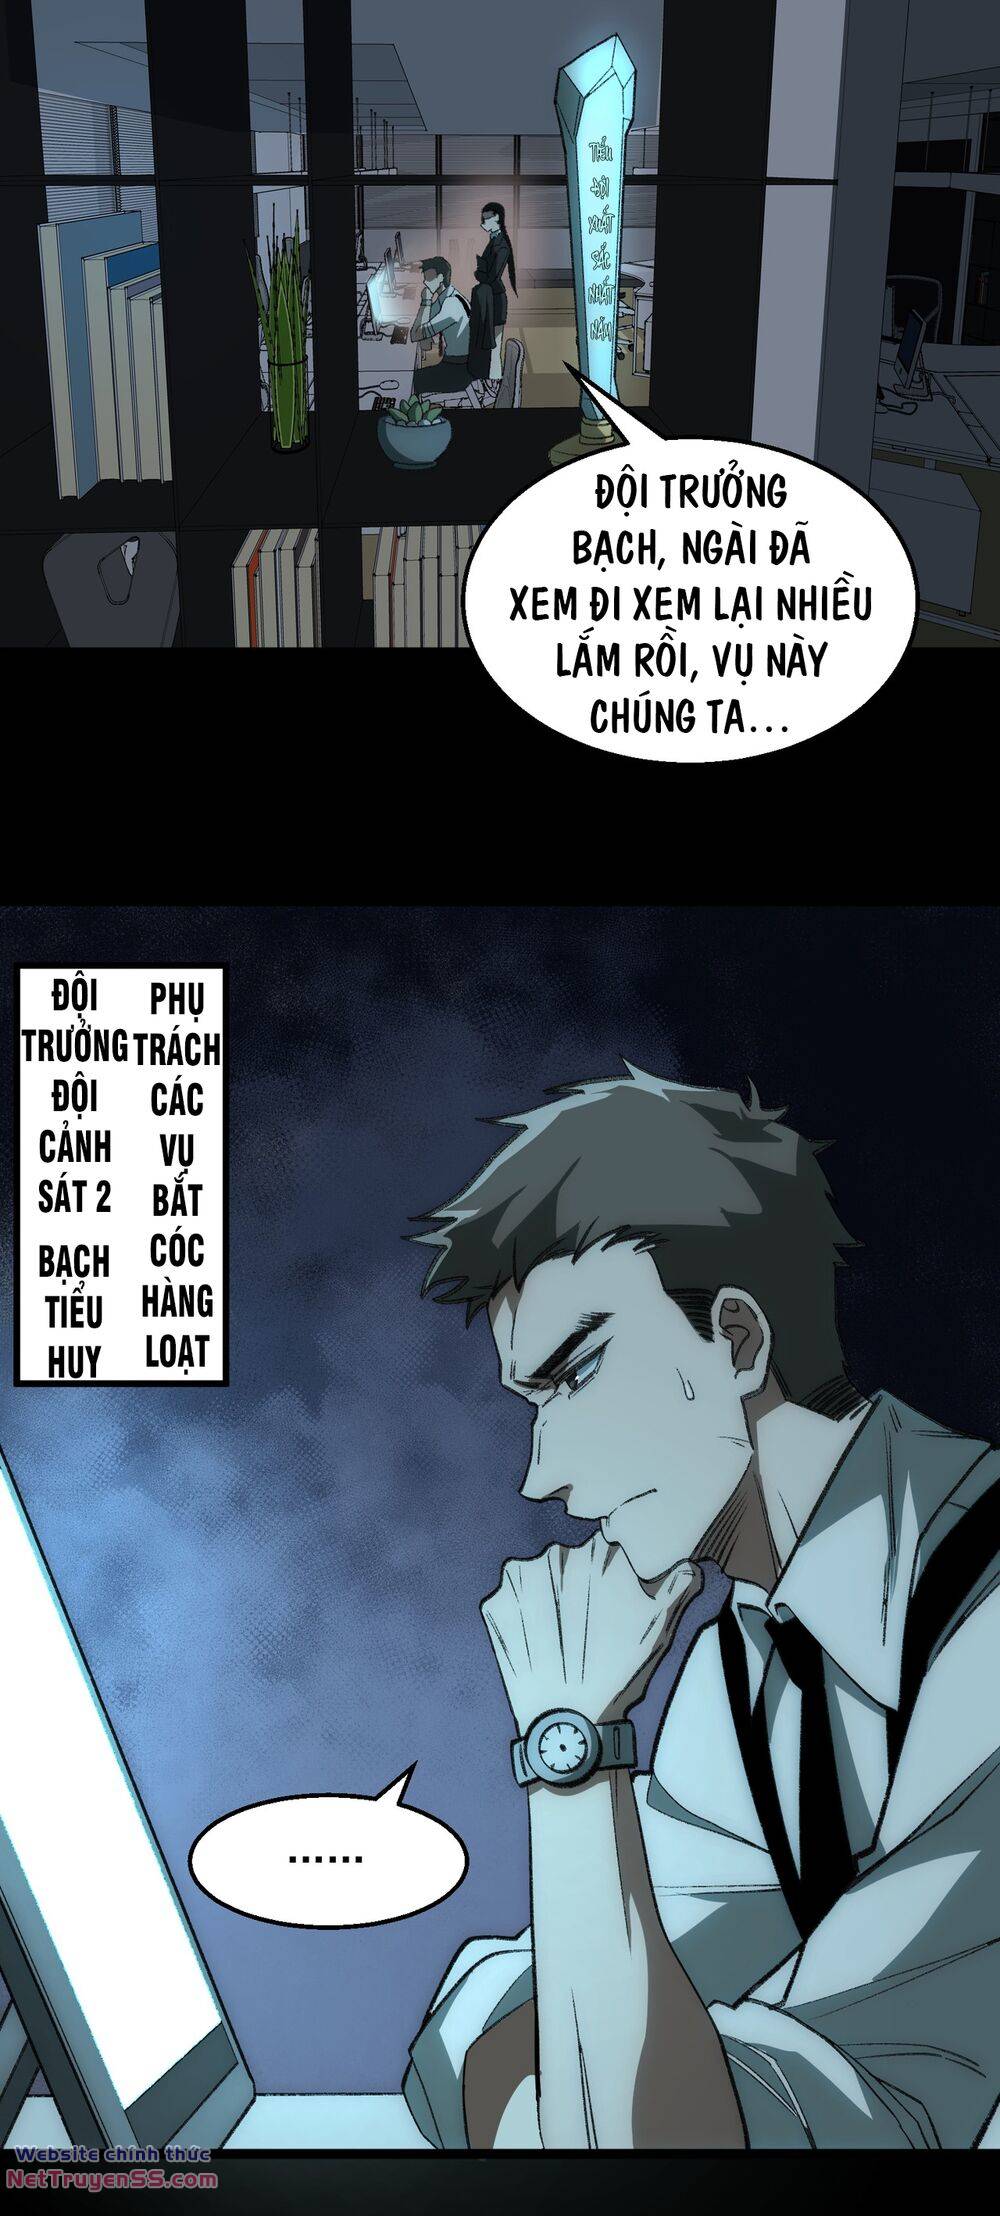 TIỂU
ĐỘI
XUẤT
SẮC
NHẤT
NĂM
ĐỘI TRƯỞNG
BẠCH, NGÀI ĐÃ
XEM ĐI XEM LẠI NHIỀU
LẮM RỒI, VỤ NÀY
CHÚNG TA...
ĐỘI
TRƯỞNG
ĐỘI
CẢNH
SÁT 2
BẠCH
TIỂU
HUY
PHỤ
TRÁCH
CÁC
VỤ
BẮT
CÓC
HÀNG
LOẠT
......
Website chính thức
NetTruyenSS.com